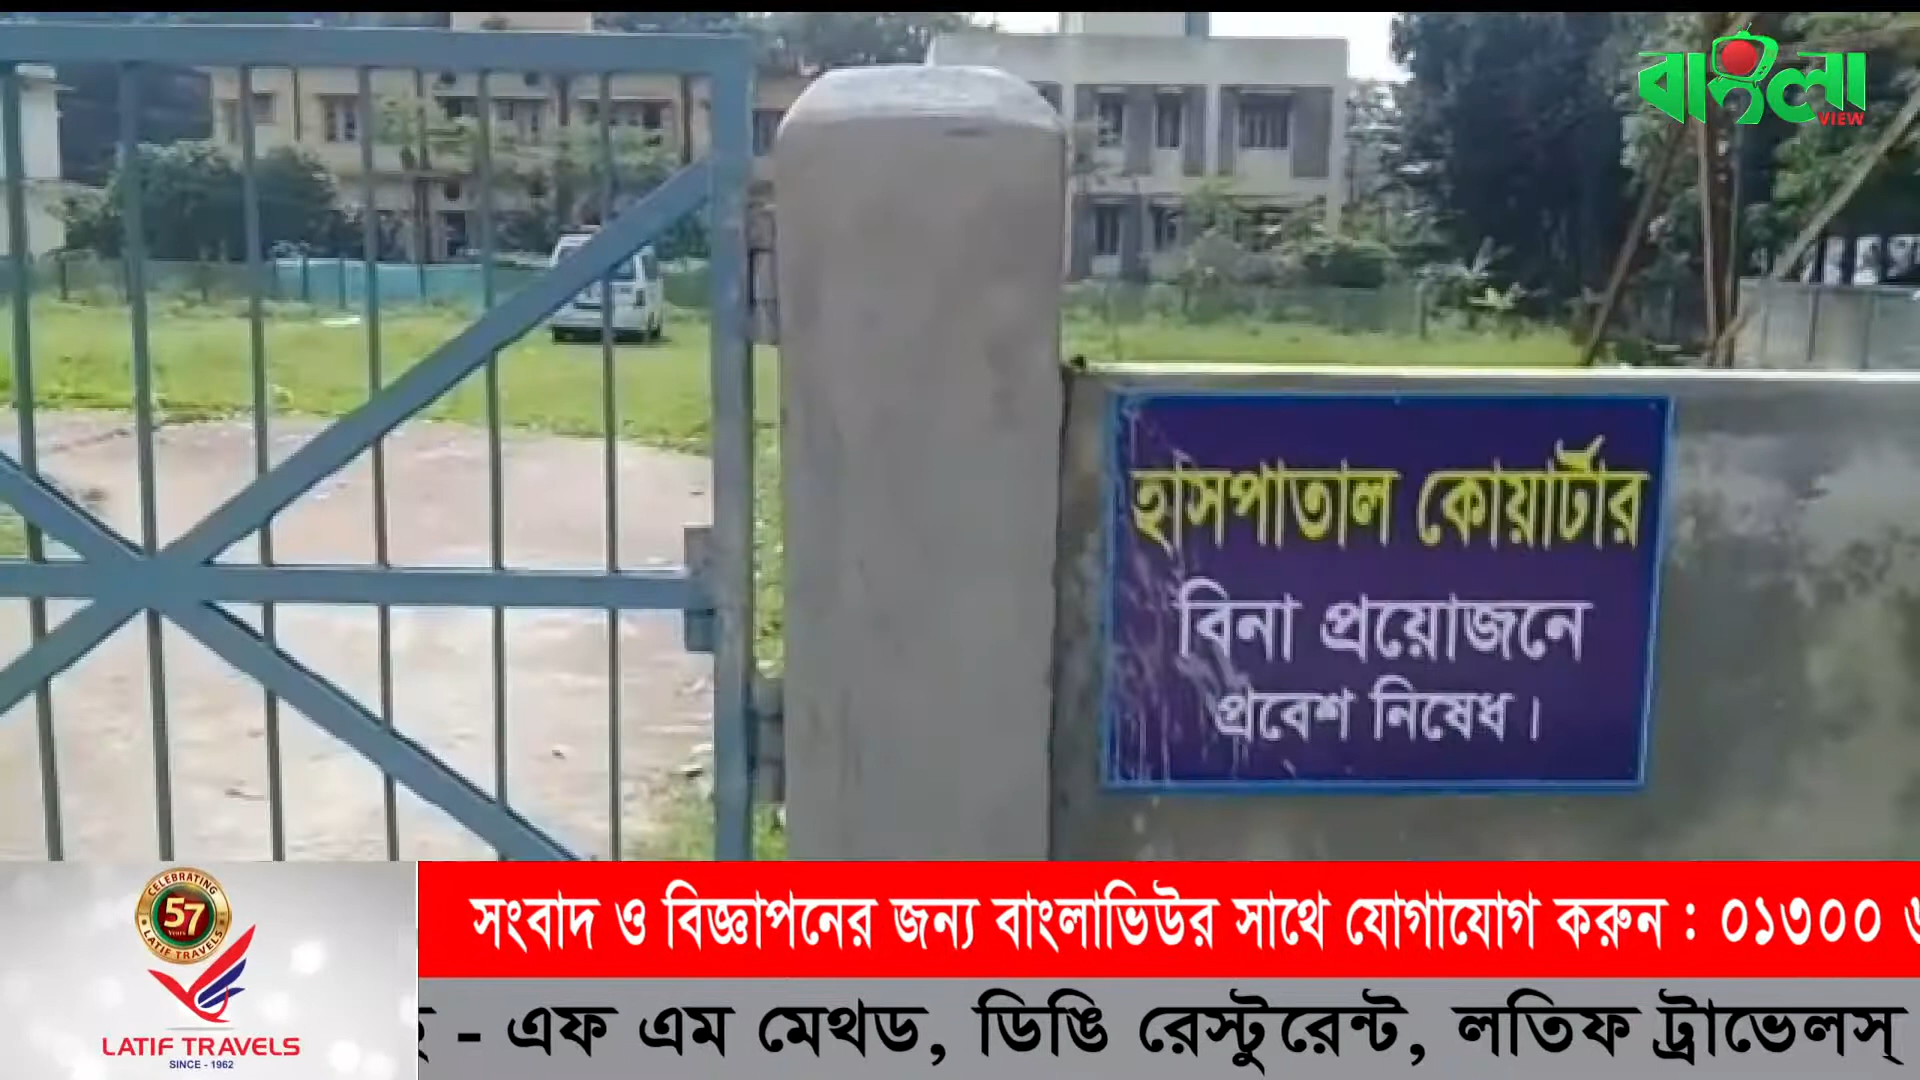 বাংলা
VIEW
হাসপাতাল কোয়ার্টার
বিনা প্রয়োজনে
প্রবেশ নিষেধ।
CELEBRATING
57
Years
LATIF TRAVELS
LATIF TRAVELS
SINCE - 1962
সংবাদ ও বিজ্ঞাপনের জন্য বাংলাভিউর সাথে যোগাযোগ করুন : ০১৩০০
- এফ এম মেথড, ডিঙি রেস্টুরেন্ট, লতিফ ট্রাভেলস্